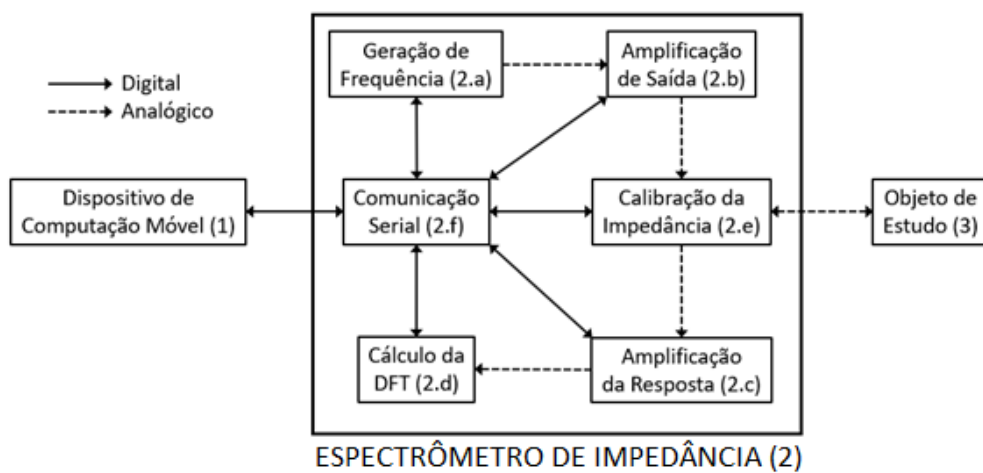 Geração de
Frequência (2.a)
Amplificação
de Saída (2.b)
Digital
Analógico
Dispositivo de
Computação Móvel (1)
Comunicação
Serial (2.f)
Calibração da
Impedância (2.e)
Objeto de
Estudo (3)
Cálculo da
DFT (2.d)
Amplificação
da Resposta (2.c)
ESPECTRÔMETRO DE IMPEDÂNCIA (2)